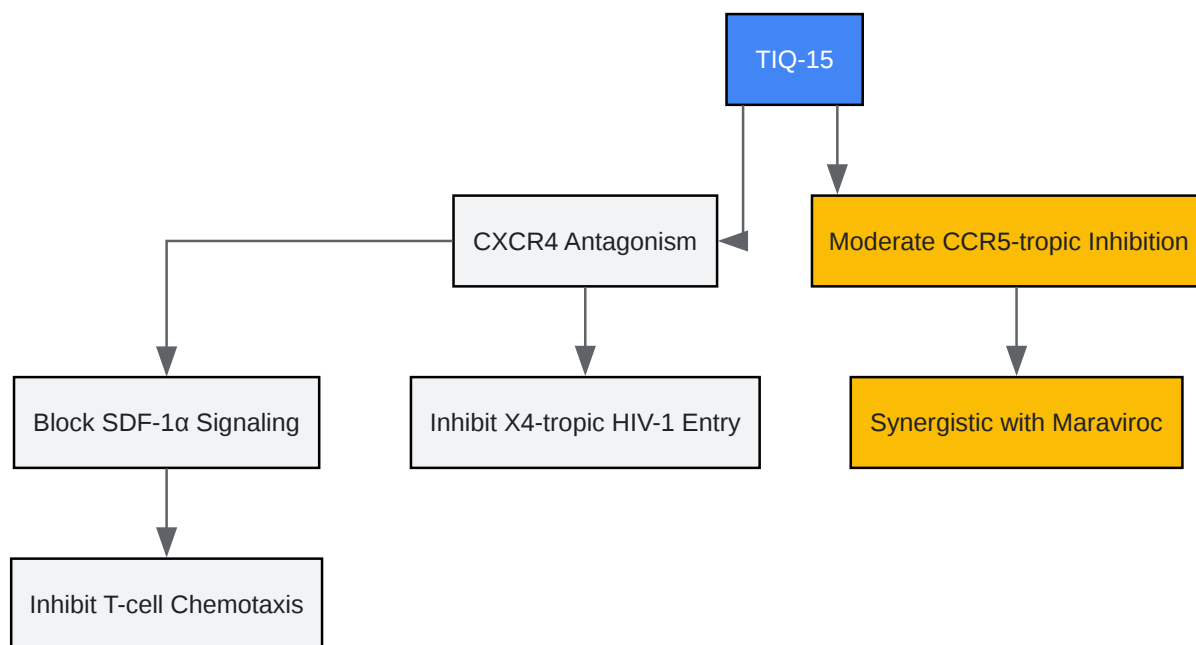 TIQ-15
CXCR4 Antagonism
Moderate CCR5-tropic Inhibition
Block SDF-1α Signaling
Inhibit X4-tropic HIV-1 Entry
Synergistic with Maraviroc
Inhibit T-cell Chemotaxis